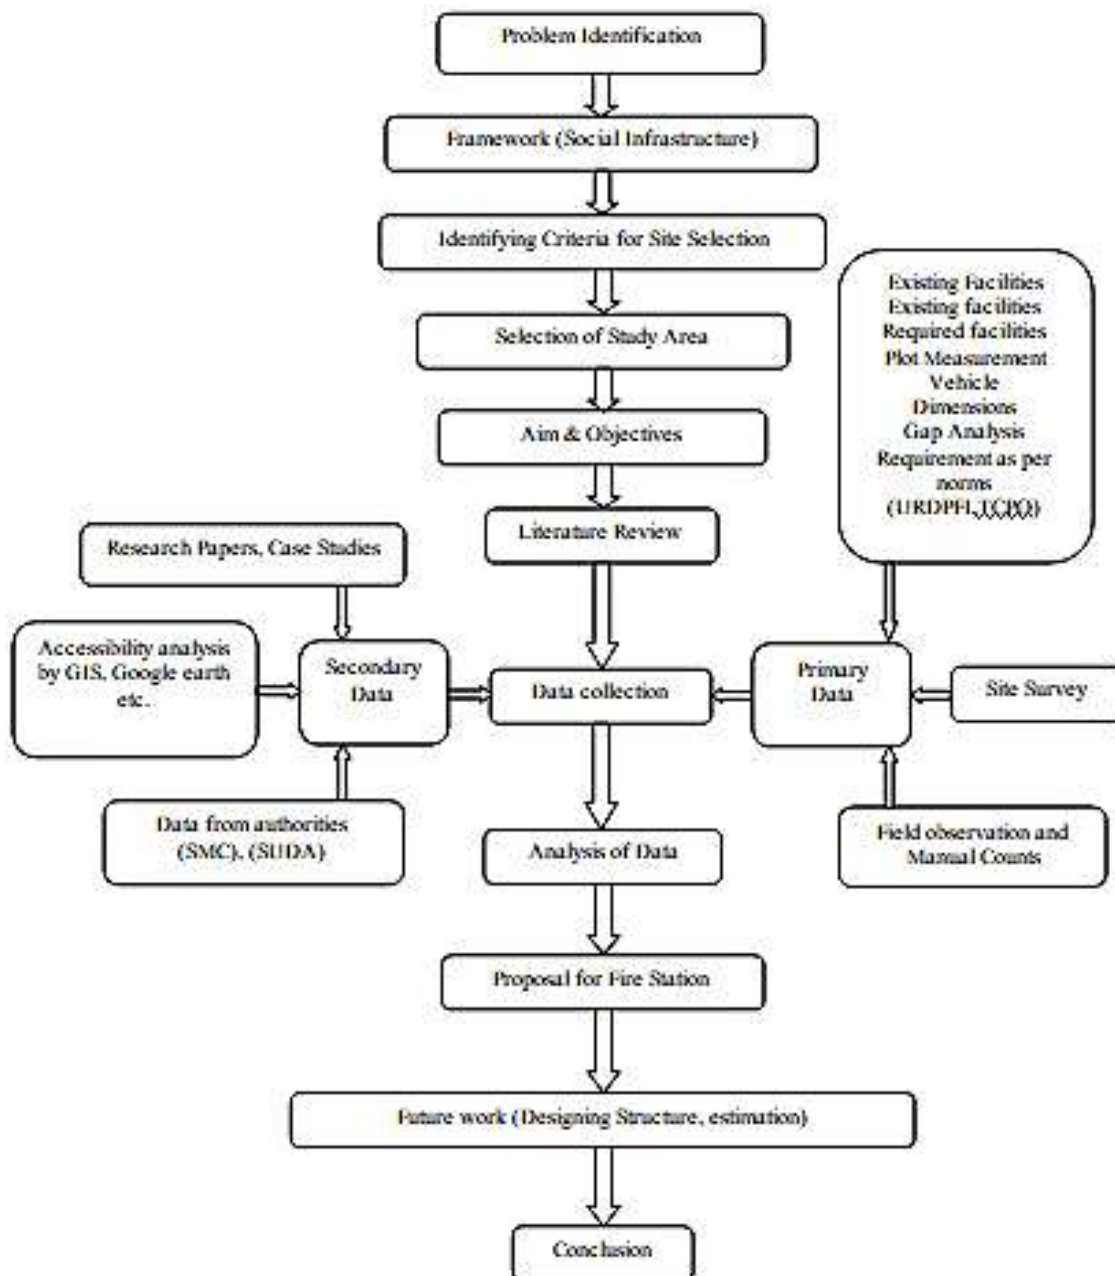 Problem Identification
Framework (Social Infrastructure)
Identifying Criteria for Site Selection
Selection of Study Area
Aim & Objectives
Literature Review
Existing Facilities
Existing facilities
Required facilities
Plot Measurement
Vehicle
Dimensions
Gap Analysis
Requirement as per
norms
(URDPFI,TCPO)
Research Papers, Case Studies
Accessibility analysis
by GIS, Google earth
etc.
Secondary
Data
Data collection
Primary
Data
Site Survey
Data from authorities
(SMC), (SUDA)
Field observation and
Manual Counts
Analysis of Data
Proposal for Fire Station
Future work (Designing Structure, estimation)
Conclusion